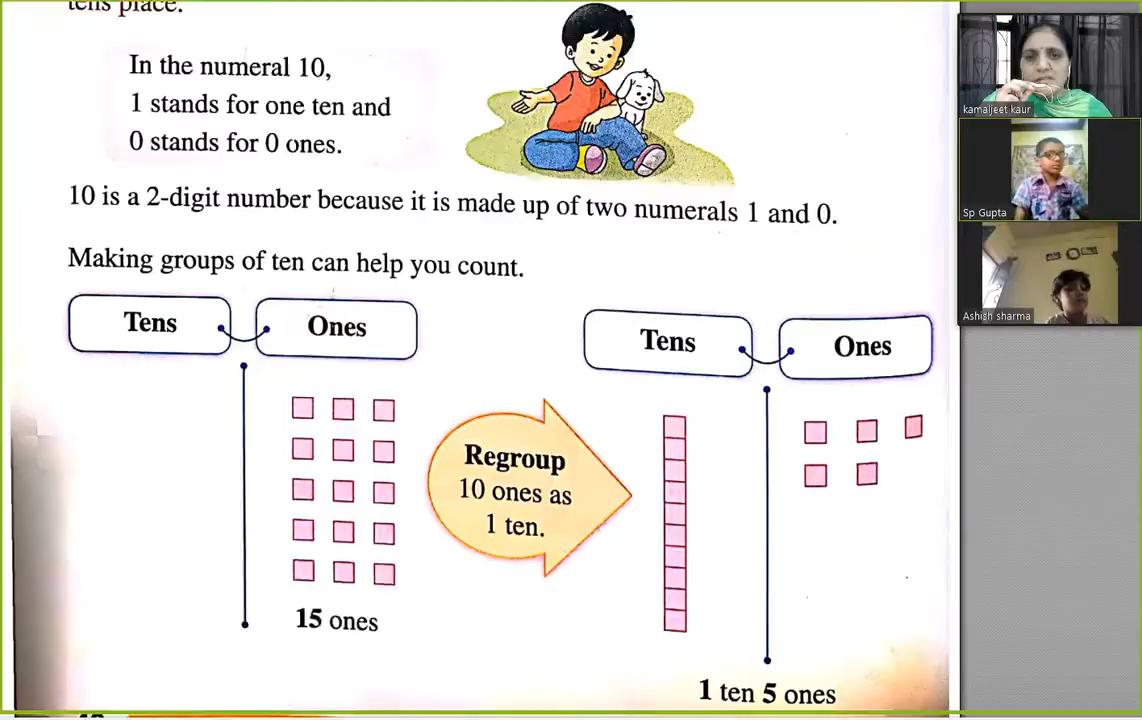 tens place.
In the numeral 10,
1 stands for one ten and
0 stands for 0 ones.
10 is a 2-digit number because it is made up of two numerals 1 and 0.
Making groups of ten can help you count.
Tens Ones
Tens Ones
Regroup
10 ones as
1 ten.
15 ones
1 ten 5 ones
kamaljeet kaur
Sp Gupta
Ashish sharma